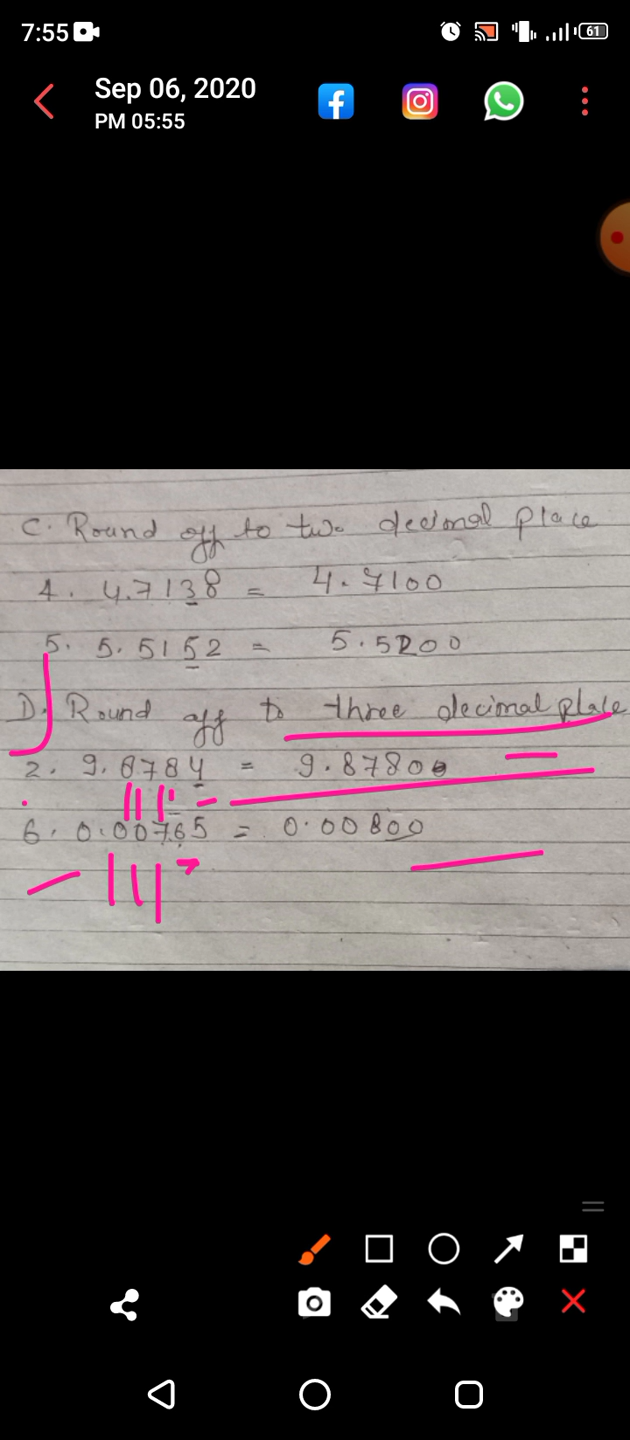 7:55
61
Sep 06, 2020
PM 05:55
C. Round off to two decimal place
4. 4.7138 = 4.7100
5. 5.5152 = 5.5200
D. Round off to three decimal place
2. 9.8784 = 9.8780
6. 0.00765 = 0.00800